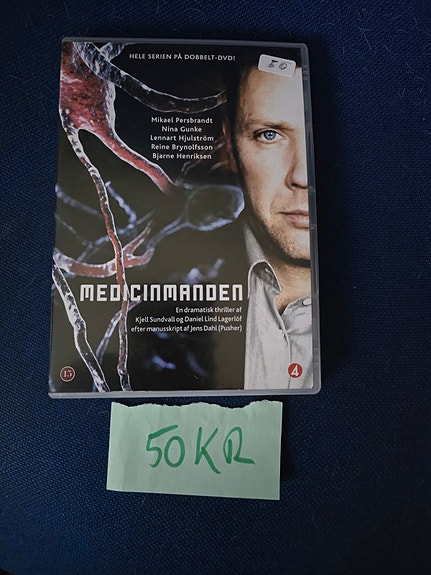 HELE SERIEN PÅ DOBBELT-DVD!
50
Mikael Persbrandt
Nina Gunke
Lennart Hjulström
Reine Brynolfsson
Bjarne Henriksen
MEDICINMANDEN
En dramatisk thriller af
Kjell Sundvall og Daniel Lind Lagerlöf
efter manusskript af Jens Dahl (Pusher)
15
4
50 KR